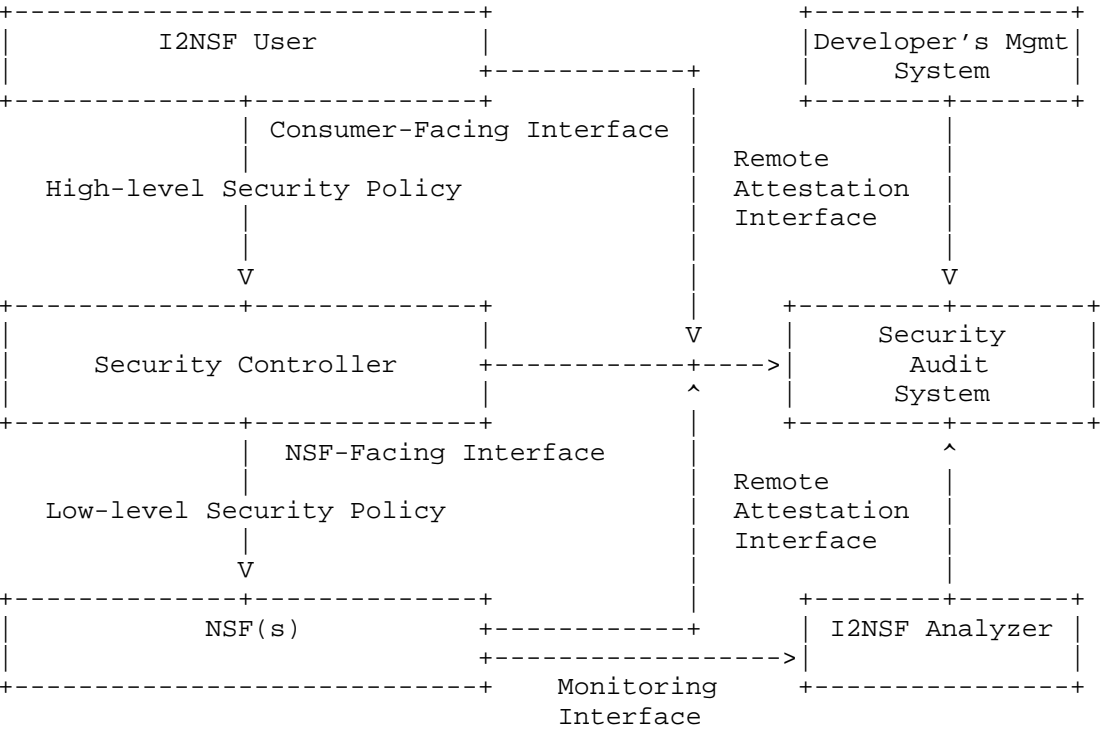 I2NSF User
Developer's Mgmt
System
Consumer-Facing Interface
Remote
High-level Security Policy
Attestation
Interface
V
V
Security
V
Security Controller
Audit
System
NSF-Facing Interface
Remote
Low-level Security Policy
Attestation
Interface
V
NSF(s)
I2NSF Analyzer
Monitoring
Interface